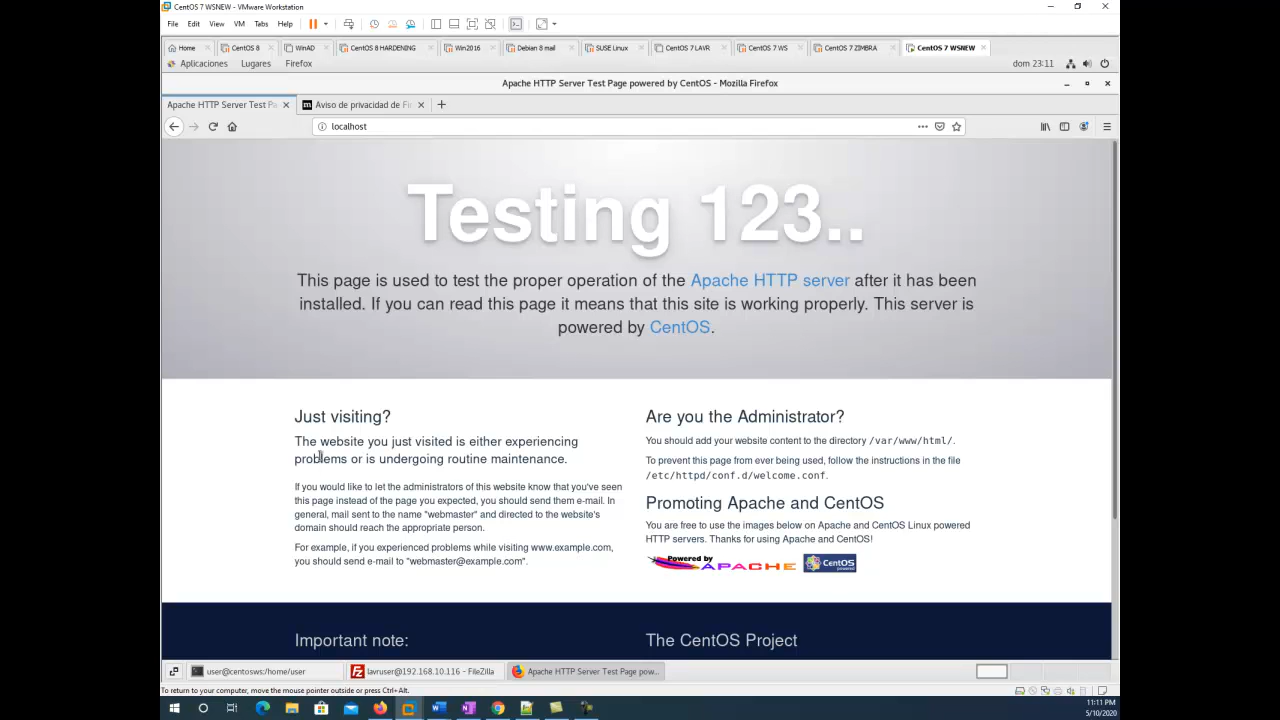 CentOS 7 WSNEW - VMware Workstation
File Edit View VM Tabs Help
Home CentOS 8 WinAD CentOS 8 HARDENING Win2016 Debian 8 mail SUSE Linux CentOS 7 LAVR CentOS 7 WS CentOS 7 ZIMBRA CentOS 7 WSNEW
Aplicaciones Lugares Firefox dom 23:11
Apache HTTP Server Test Page powered by CentOS - Mozilla Firefox
Apache HTTP Server Test Pa Aviso de privacidad de Fi
localhost
Testing 123..
This page is used to test the proper operation of the Apache HTTP server after it has been
installed. If you can read this page it means that this site is working properly. This server is
powered by CentOS.
Just visiting?
The website you just visited is either experiencing
problems or is undergoing routine maintenance.
If you would like to let the administrators of this website know that you've seen
this page instead of the page you expected, you should send them e-mail. In
general, mail sent to the name "webmaster" and directed to the website's
domain should reach the appropriate person.
For example, if you experienced problems while visiting www.example.com,
you should send e-mail to "webmaster@example.com".
Are you the Administrator?
You should add your website content to the directory /var/www/html/.
To prevent this page from ever being used, follow the instructions in the file
/etc/httpd/conf.d/welcome.conf.
Promoting Apache and CentOS
You are free to use the images below on Apache and CentOS Linux powered
HTTP servers. Thanks for using Apache and CentOS!
Powered by
APACHE
CentOS
powered
Important note:
The CentOS Project
user@centosws:/home/user lavruser@192.168.10.116 - FileZilla Apache HTTP Server Test Page pow...
To return to your computer, move the mouse pointer outside or press Ctrl+Alt.
11:11 PM
5/10/2020